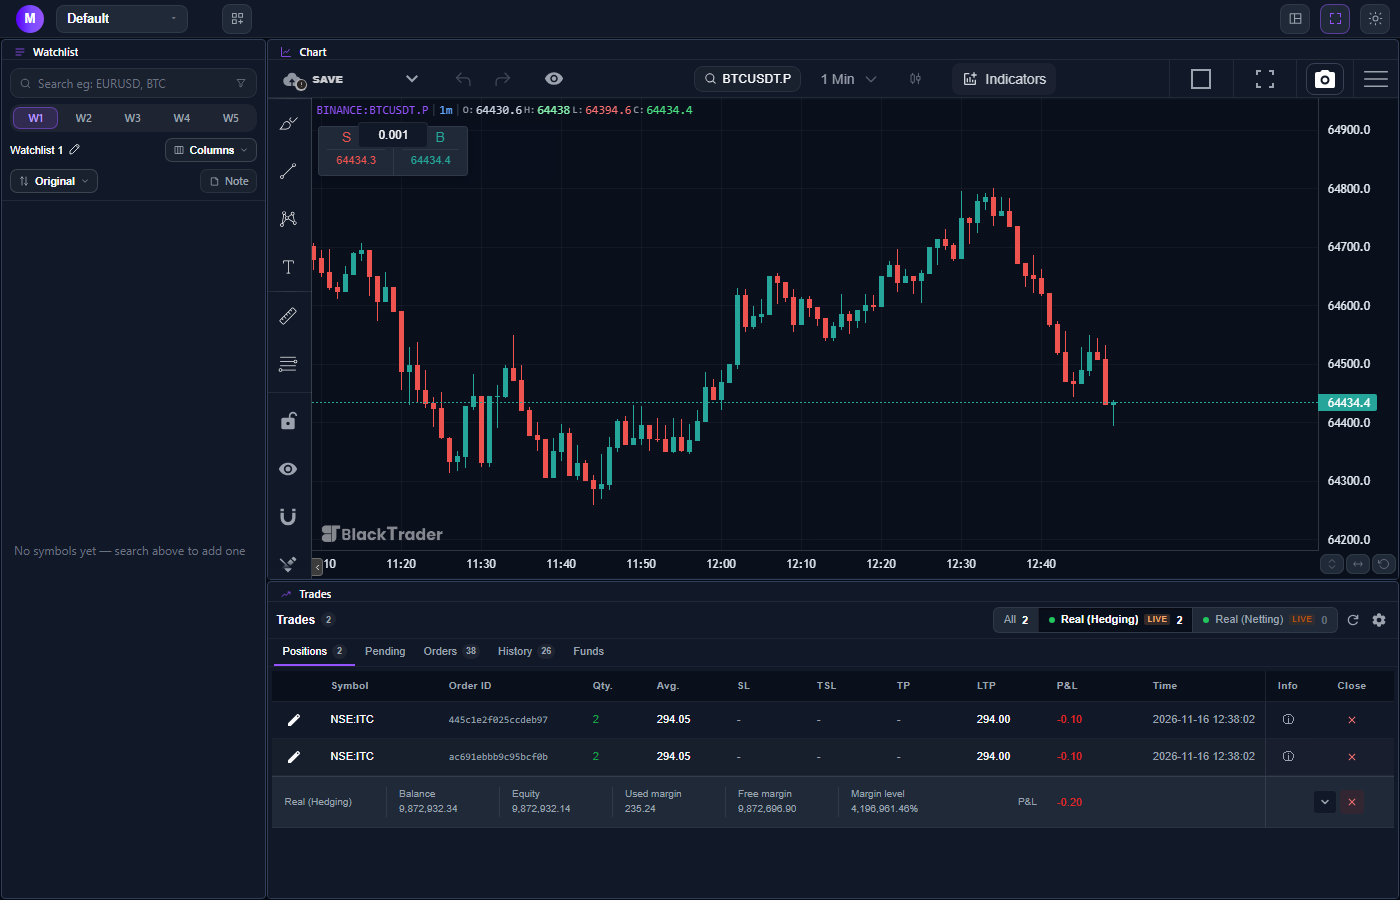 M
Default
Watchlist
Search eg: EURUSD, BTC
W1 W2 W3 W4 W5
Watchlist 1
Columns
Original
Note
No symbols yet — search above to add one
Chart
SAVE
BTCUSDT.P
1 Min
Indicators
BINANCE:BTCUSDT.P 1m O: 64430.6 H: 64438 L: 64394.6 C: 64434.4
S 0.001 B
64434.3 64434.4
64900.0
64800.0
64700.0
64600.0
64500.0
64434.4
64400.0
64300.0
64200.0
BlackTrader
:10 11:20 11:30 11:40 11:50 12:00 12:10 12:20 12:30 12:40
Trades
Trades 2
All 2
Real (Hedging) LIVE 2
Real (Netting) LIVE 0
Positions 2 Pending Orders 38 History 26 Funds
Symbol Order ID Qty. Avg. SL TSL TP LTP P&L Time Info Close
NSE:ITC 445c1e2f025ccdeb97 2 294.05 - - - 294.00 -0.10 2026-11-16 12:38:02
NSE:ITC ac691ebbb9c95bcf0b 2 294.05 - - - 294.00 -0.10 2026-11-16 12:38:02
Real (Hedging)
Balance Equity Used margin Free margin Margin level
9,872,932.34 9,872,932.14 235.24 9,872,696.90 4,196,961.46%
P&L -0.20